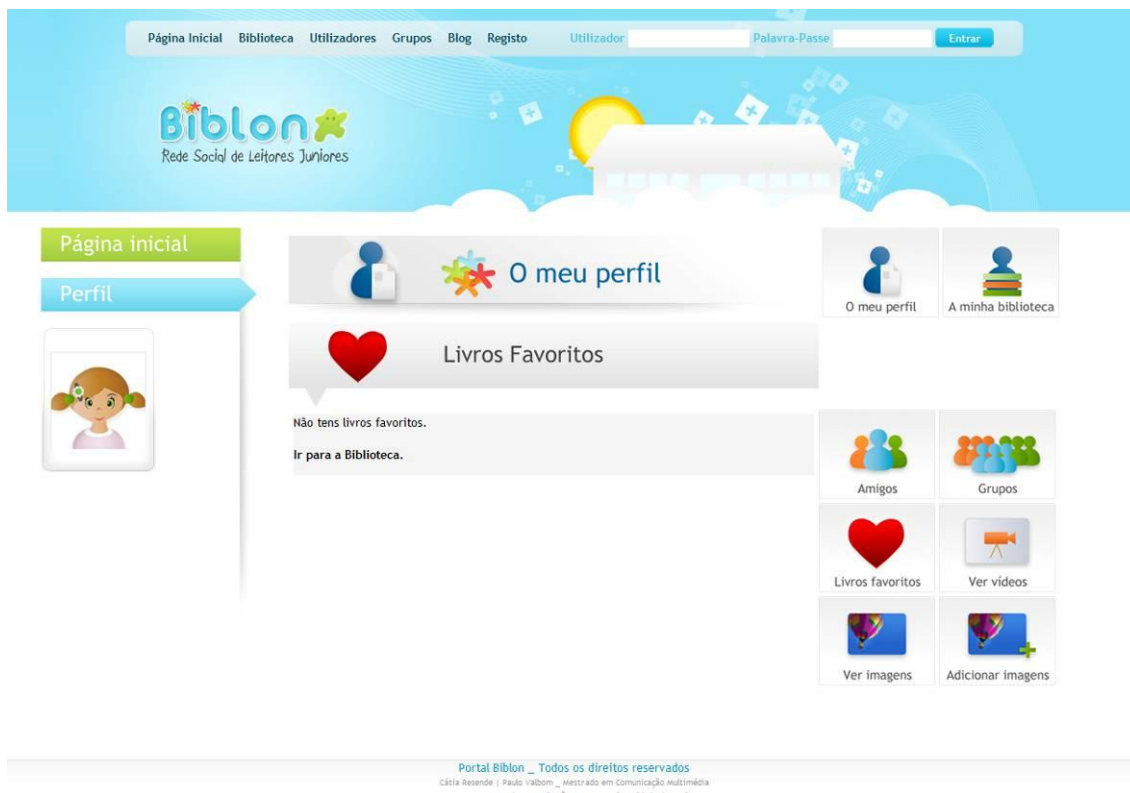 Página Inicial Biblioteca Utilizadores Grupos Blog Registo Utilizador Palavra-Passe Entrar
Biblon
Rede Social de Leitores Juniores
Página inicial
Perfil
O meu perfil
Livros Favoritos
Não tens livros favoritos.
Ir para a Biblioteca.
O meu perfil A minha biblioteca
Amigos Grupos
Livros favoritos Ver vídeos
Ver imagens Adicionar imagens
Portal Biblon _ Todos os direitos reservados
Cátia Resende | Paulo Valbom _ Mestrado em Comunicação Multimédia